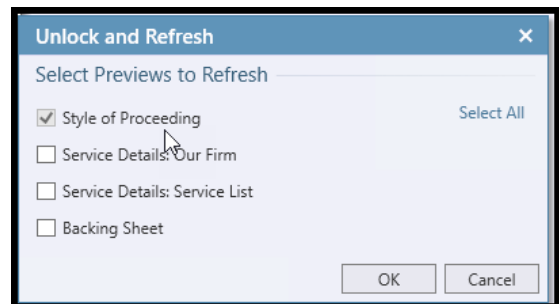 Unlock and Refresh
Select Previews to Refresh
Style of Proceeding
Select All
Service Details: Our Firm
Service Details: Service List
Backing Sheet
OK
Cancel